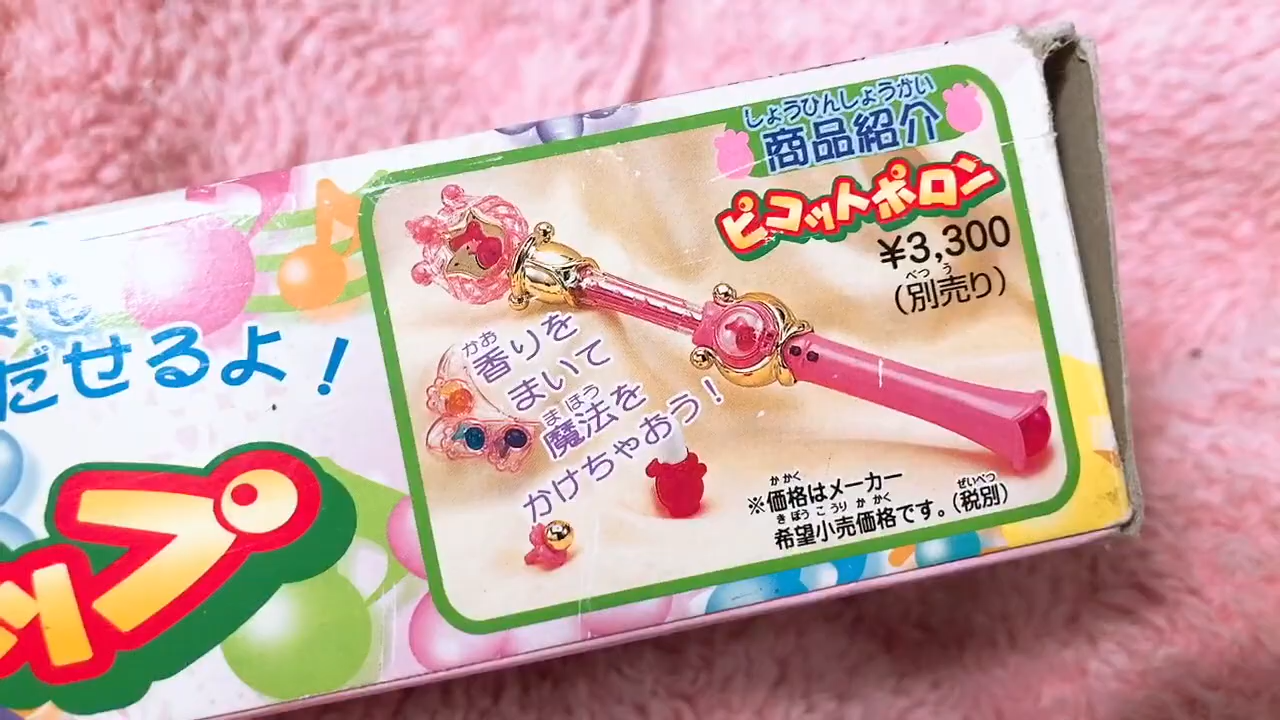 しょうひんしょうかい
商品紹介
ピコットポロン
¥3,300
べつ う
(別売り)
かお
香りを
まいて
まほう
魔法を
かけちゃおう!
かかく
※価格はメーカー
きぼうこうりかかく ぜいべつ
希望小売価格です。(税別)
も
だせるよ!
ップ